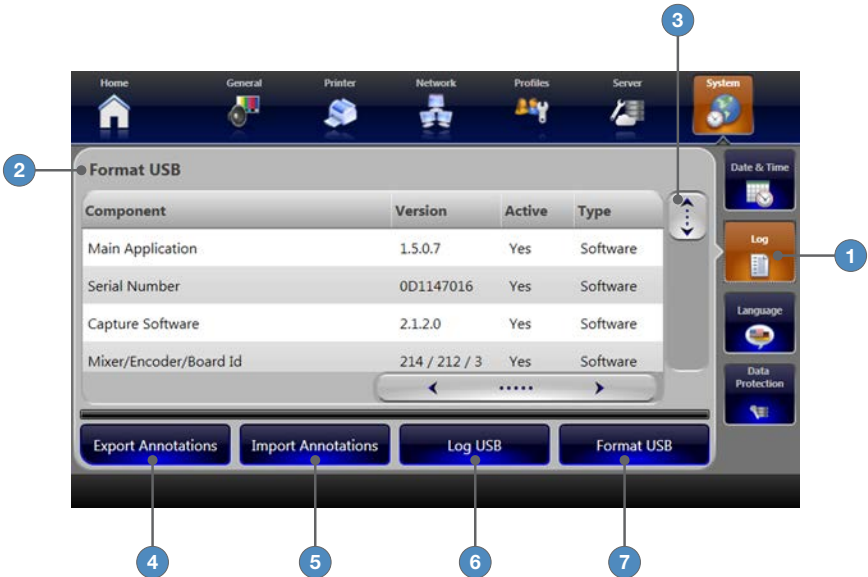 3
Home General Printer Network Profiles Server System
2
Format USB
Date & Time
Component Version Active Type
Main Application 1.5.0.7 Yes Software
Log
1
Serial Number 0D1147016 Yes Software
Capture Software 2.1.2.0 Yes Software
Language
Mixer/Encoder/Board Id 214 / 212 / 3 Yes Software
Data
Protection
Export Annotations Import Annotations Log USB Format USB
4 5 6 7